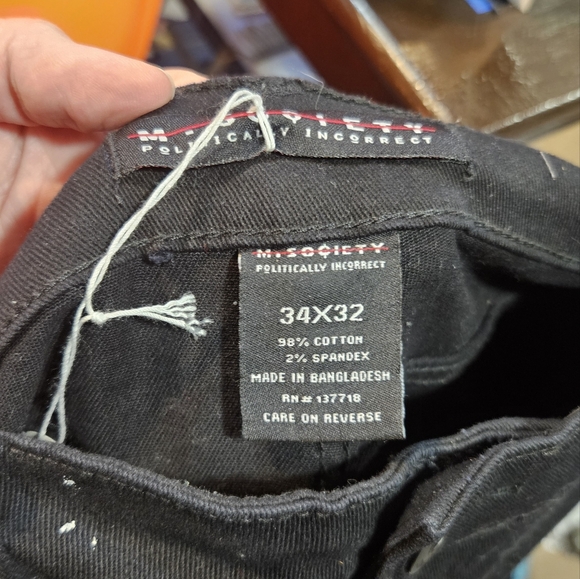 M.SOCIETY
POLITICALLY INCORRECT
M.SOCIETY
POLITICALLY INCORRECT
34X32
98% COTTON
2% SPANDEX
MADE IN BANGLADESH
RN# 137718
CARE ON REVERSE